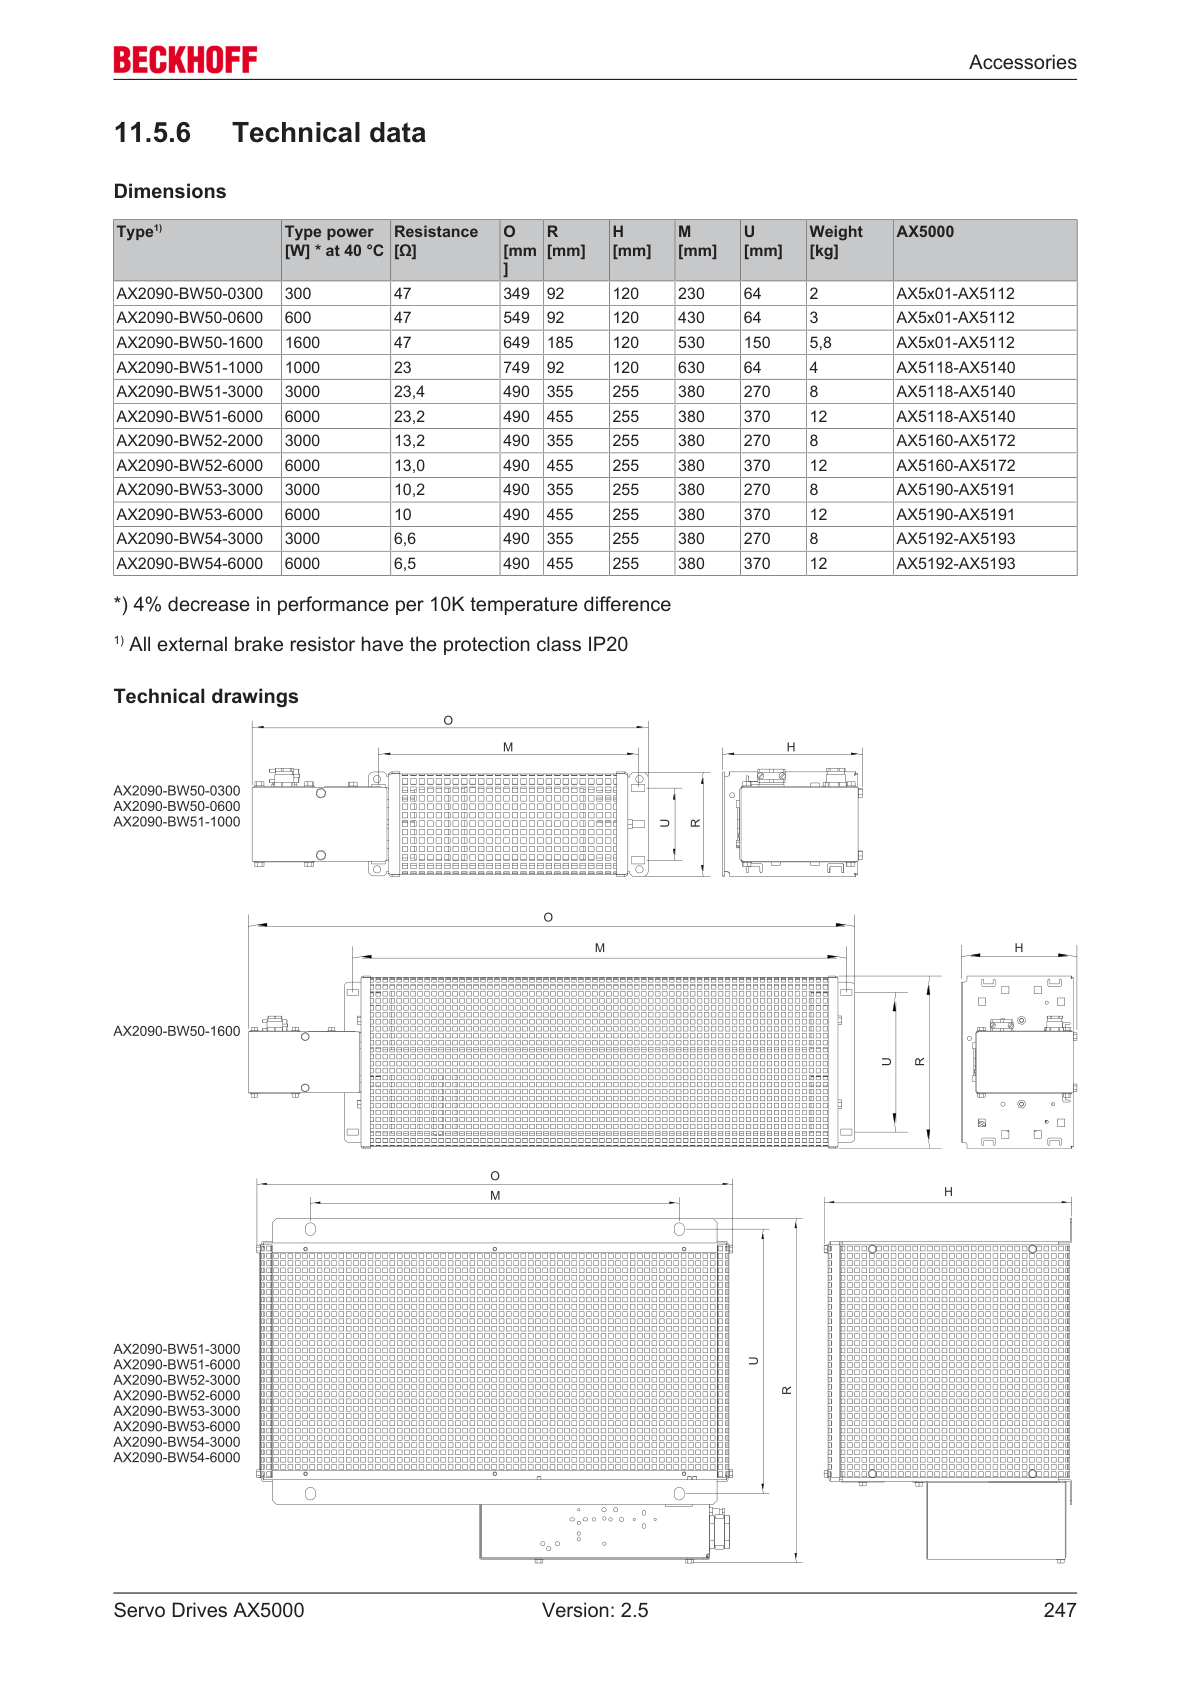 BECKHOFF
Accessories
11.5.6 Technical data
Dimensions
Type1) Type power [W] * at 40 °C Resistance [Ω] O [mm] R [mm] H [mm] M [mm] U [mm] Weight [kg] AX5000
AX2090-BW50-0300 300 47 349 92 120 230 64 2 AX5x01-AX5112
AX2090-BW50-0600 600 47 549 92 120 430 64 3 AX5x01-AX5112
AX2090-BW50-1600 1600 47 649 185 120 530 150 5,8 AX5x01-AX5112
AX2090-BW51-1000 1000 23 749 92 120 630 64 4 AX5118-AX5140
AX2090-BW51-3000 3000 23,4 490 355 255 380 270 8 AX5118-AX5140
AX2090-BW51-6000 6000 23,2 490 455 255 380 370 12 AX5118-AX5140
AX2090-BW52-2000 3000 13,2 490 355 255 380 270 8 AX5160-AX5172
AX2090-BW52-6000 6000 13,0 490 455 255 380 370 12 AX5160-AX5172
AX2090-BW53-3000 3000 10,2 490 355 255 380 270 8 AX5190-AX5191
AX2090-BW53-6000 6000 10 490 455 255 380 370 12 AX5190-AX5191
AX2090-BW54-3000 3000 6,6 490 355 255 380 270 8 AX5192-AX5193
AX2090-BW54-6000 6000 6,5 490 455 255 380 370 12 AX5192-AX5193
*) 4% decrease in performance per 10K temperature difference
1) All external brake resistor have the protection class IP20
Technical drawings
O
M
H
AX2090-BW50-0300
AX2090-BW50-0600
AX2090-BW51-1000
U
R
O
M
H
AX2090-BW50-1600
U
R
O
M
H
AX2090-BW51-3000
AX2090-BW51-6000
AX2090-BW52-3000
AX2090-BW52-6000
AX2090-BW53-3000
AX2090-BW53-6000
AX2090-BW54-3000
AX2090-BW54-6000
U
R
Servo Drives AX5000 Version: 2.5 247